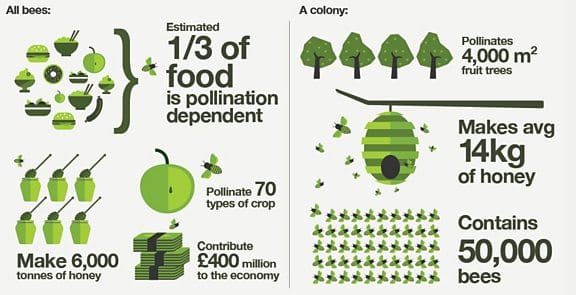 All bees:
Estimated
1/3 of
food
is pollination
dependent
Pollinate 70
types of crop
Make 6,000
tonnes of honey
Contribute
£400 million
to the economy
A colony:
Pollinates
4,000 m²
fruit trees
Makes avg
14kg
of honey
Contains
50,000
bees